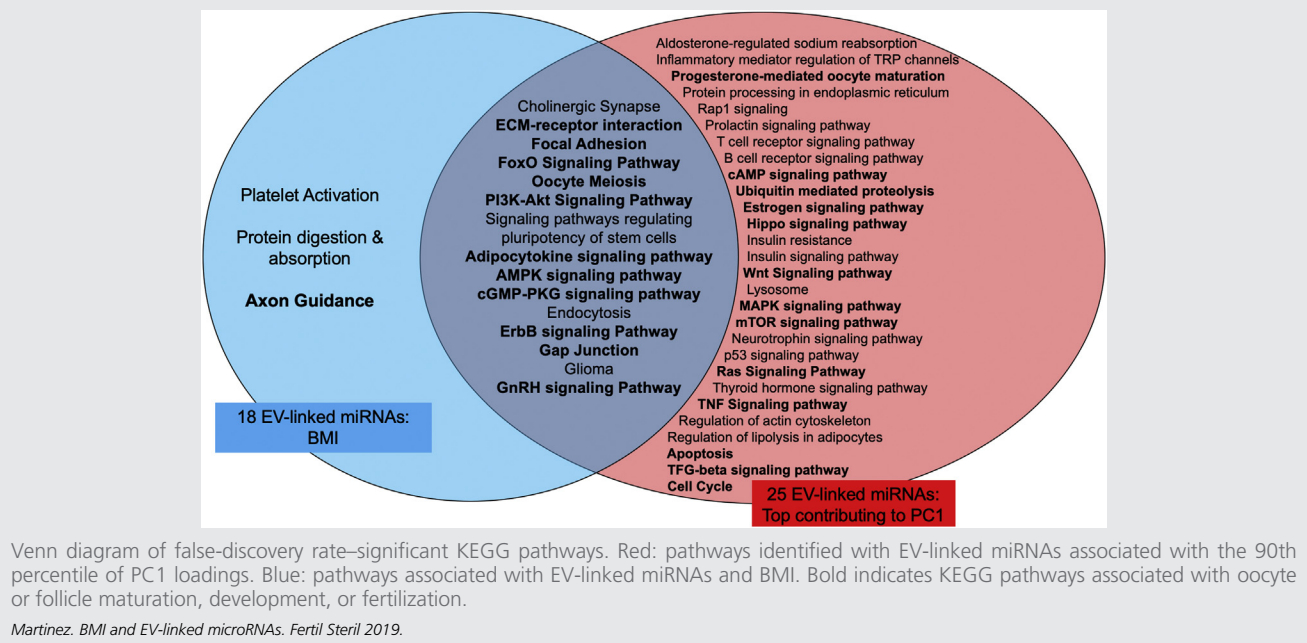 Platelet Activation
Protein digestion &
absorption
Axon Guidance
18 EV-linked miRNAs:
BMI
Cholinergic Synapse
ECM-receptor interaction
Focal Adhesion
FoxO Signaling Pathway
Oocyte Meiosis
PI3K-Akt Signaling Pathway
Signaling pathways regulating
pluripotency of stem cells
Adipocytokine signaling pathway
AMPK signaling pathway
cGMP-PKG signaling pathway
Endocytosis
ErbB signaling Pathway
Gap Junction
Glioma
GnRH signaling Pathway
Aldosterone-regulated sodium reabsorption
Inflammatory mediator regulation of TRP channels
Progesterone-mediated oocyte maturation
Protein processing in endoplasmic reticulum
Rap1 signaling
Prolactin signaling pathway
T cell receptor signaling pathway
B cell receptor signaling pathway
cAMP signaling pathway
Ubiquitin mediated proteolysis
Estrogen signaling pathway
Hippo signaling pathway
Insulin resistance
Insulin signaling pathway
Wnt Signaling pathway
Lysosome
MAPK signaling pathway
mTOR signaling pathway
Neurotrophin signaling pathway
p53 signaling pathway
Ras Signaling Pathway
Thyroid hormone signaling pathway
TNF Signaling pathway
Regulation of actin cytoskeleton
Regulation of lipolysis in adipocytes
Apoptosis
TFG-beta signaling pathway
Cell Cycle
25 EV-linked miRNAs:
Top contributing to PC1
Venn diagram of false-discovery rate–significant KEGG pathways. Red: pathways identified with EV-linked miRNAs associated with the 90th
percentile of PC1 loadings. Blue: pathways associated with EV-linked miRNAs and BMI. Bold indicates KEGG pathways associated with oocyte
or follicle maturation, development, or fertilization.
Martinez. BMI and EV-linked microRNAs. Fertil Steril 2019.